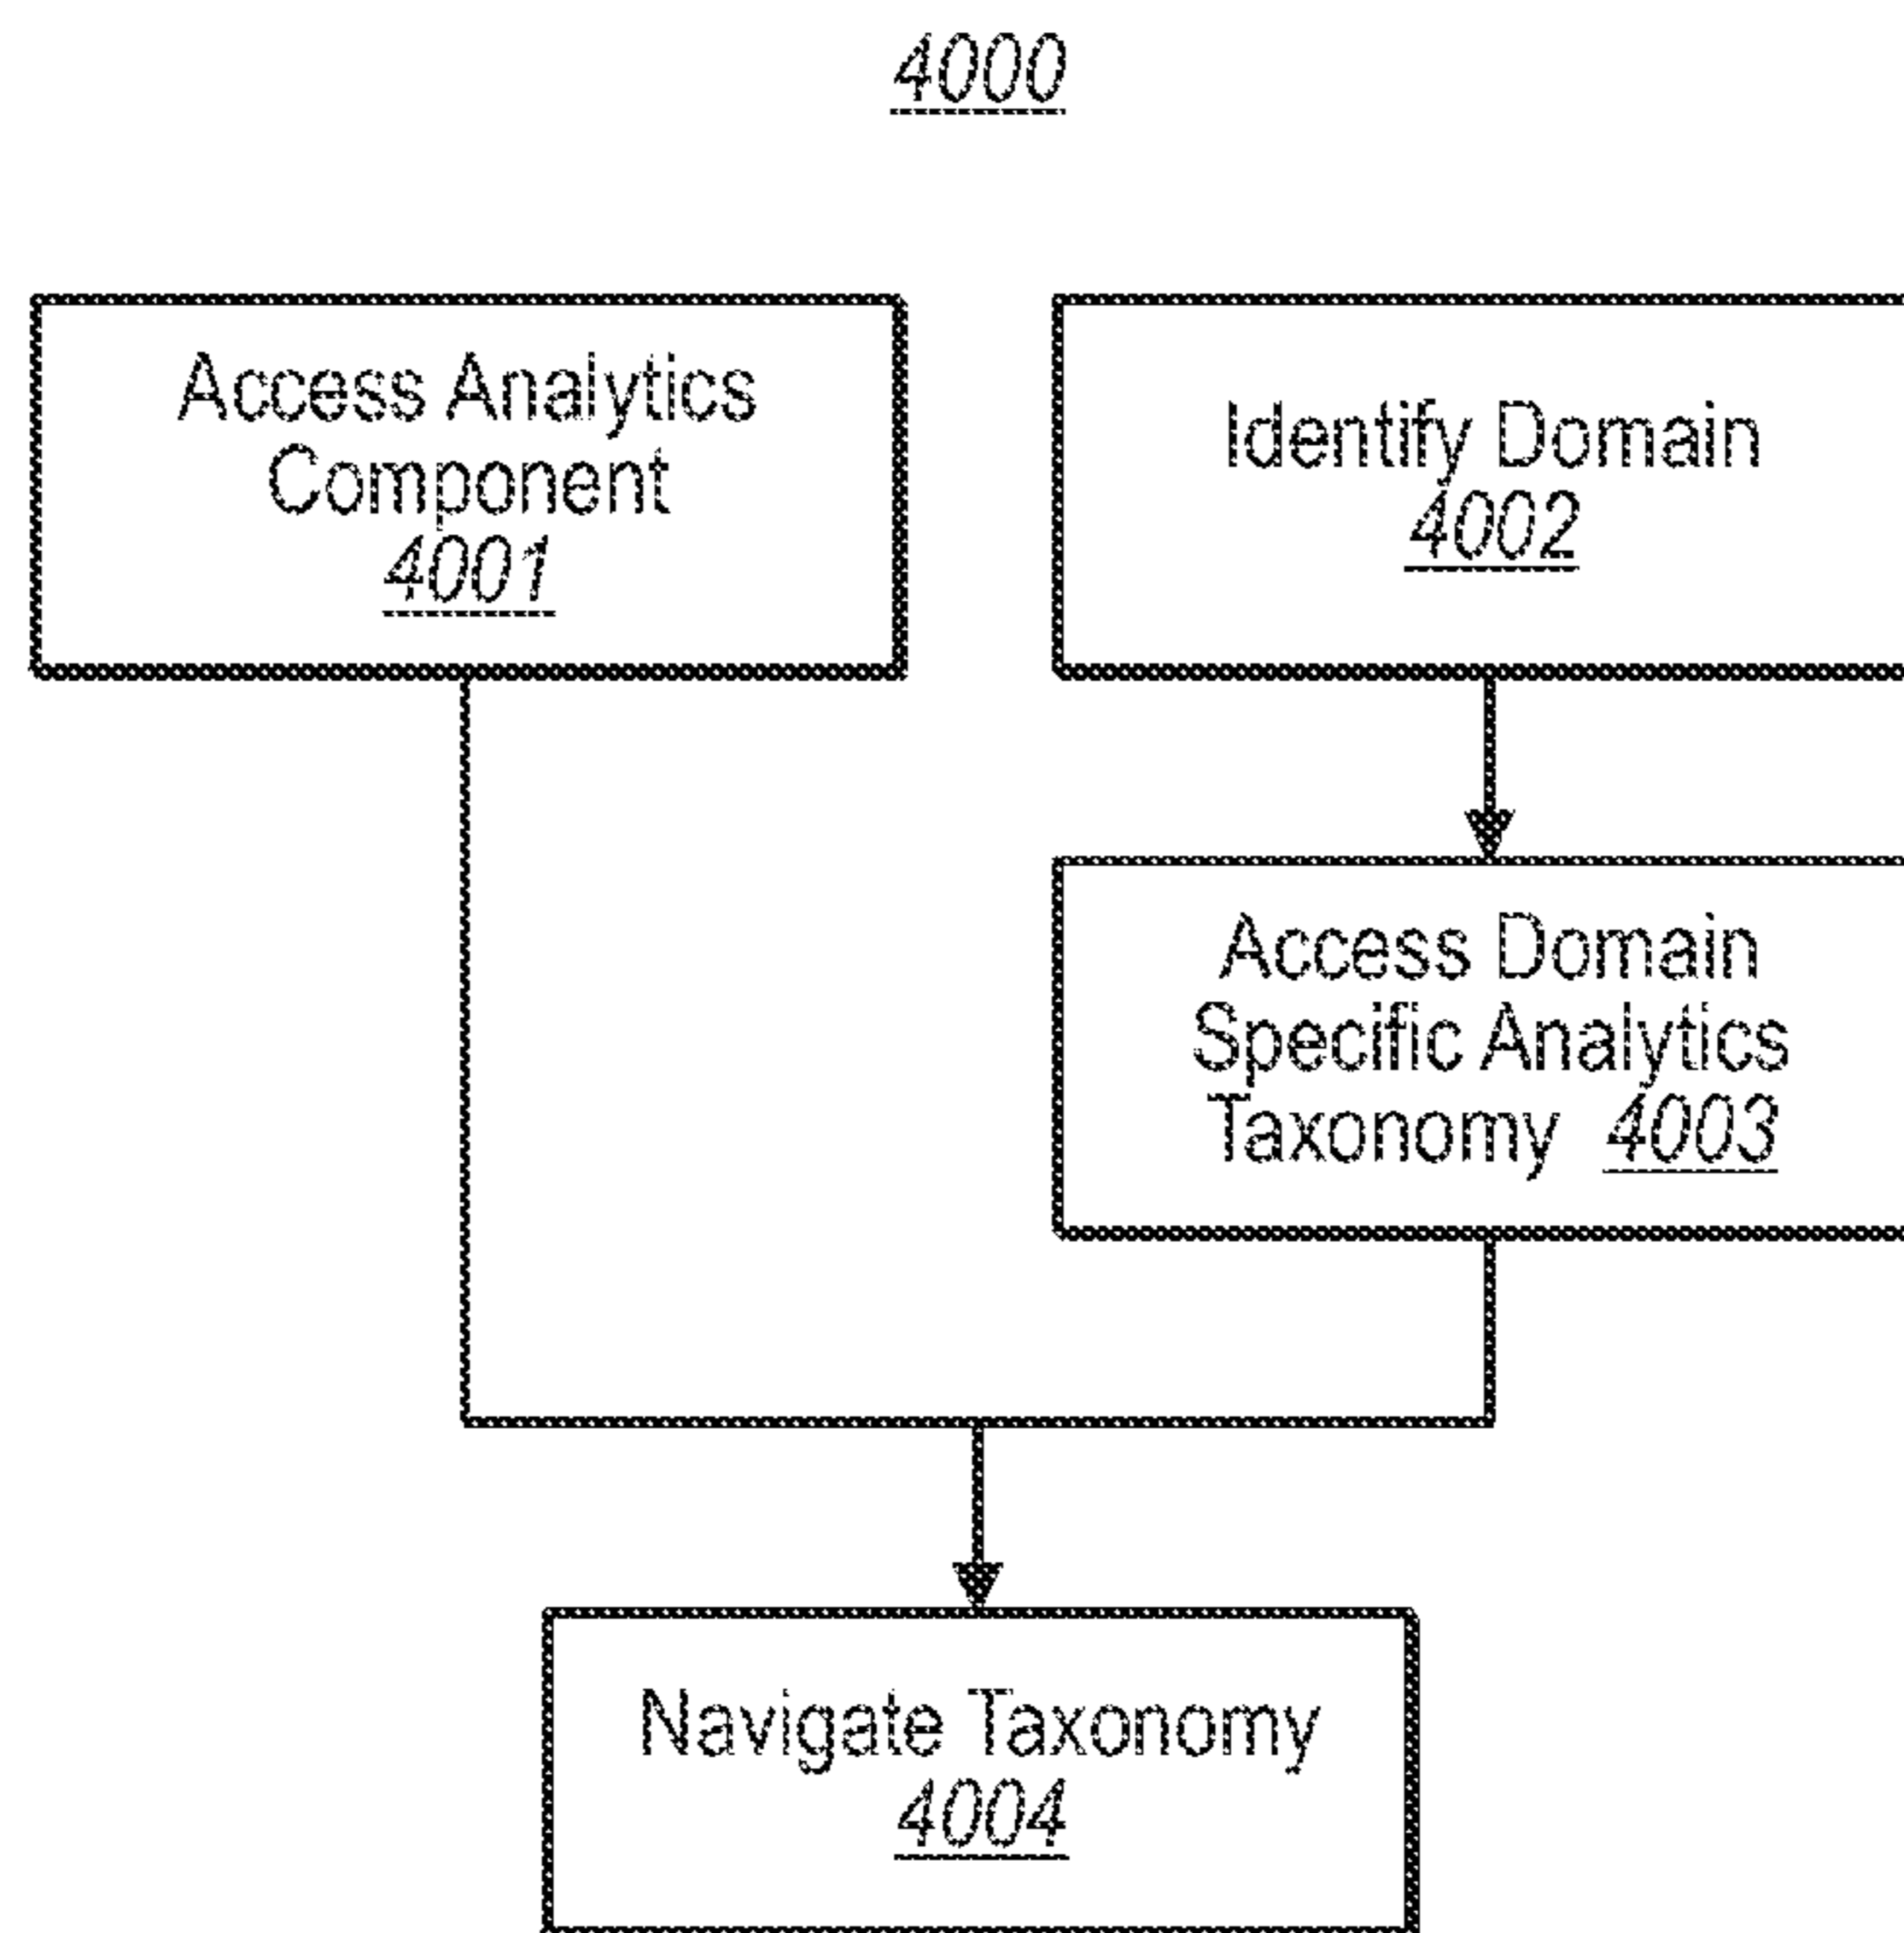 4000
Access Analytics
Component
4001
Identify Domain
4002
Access Domain
Specific Analytics
Taxonomy 4003
Navigate Taxonomy
4004